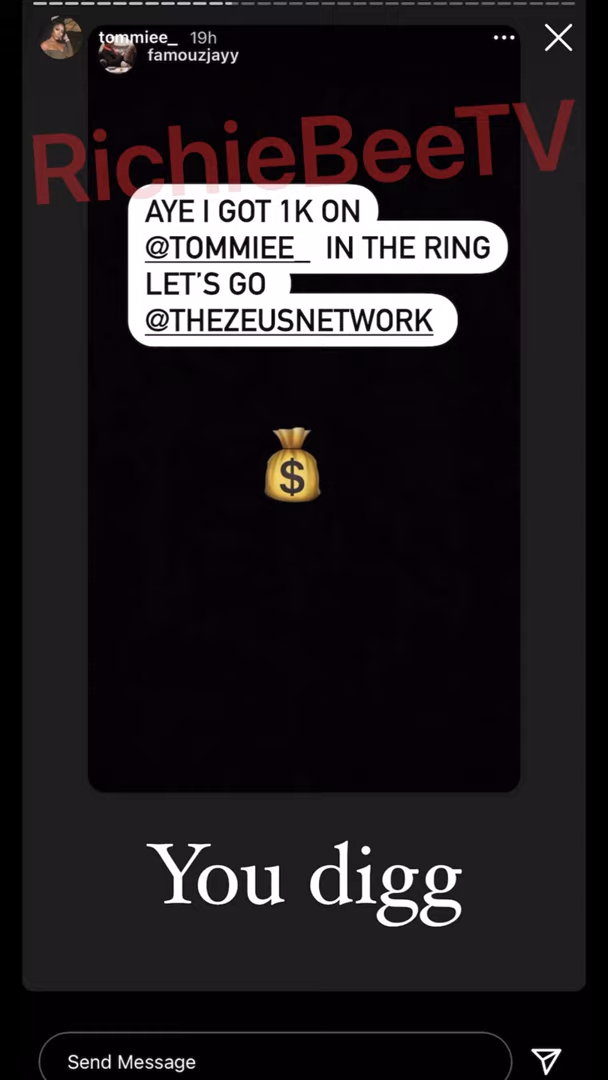 tommiee_ 19h
famouzjayy
RichieBeeTV
AYE I GOT 1K ON
@TOMMIEE_ IN THE RING
LET'S GO
@THEZEUSNETWORK
$
You digg
Send Message